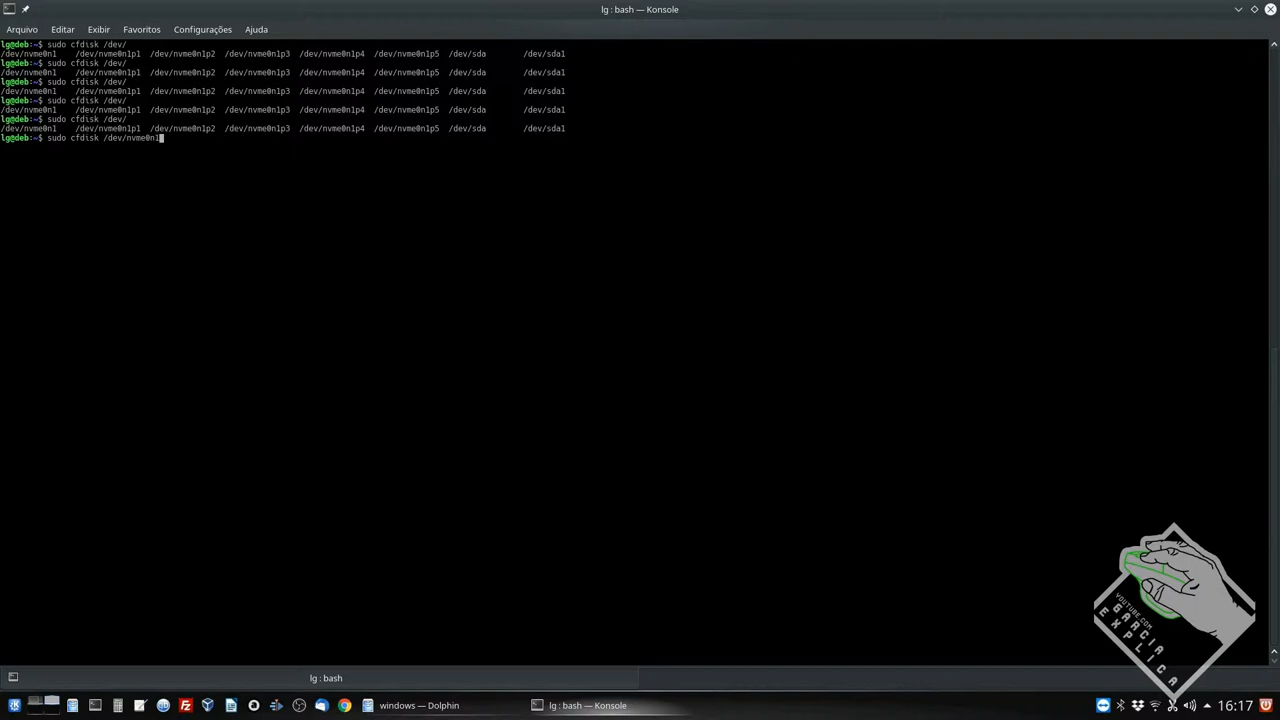 lg : bash — Konsole
Arquivo Editar Exibir Favoritos Configurações Ajuda
lg@deb:~$ sudo cfdisk /dev/
/dev/nvme0n1 /dev/nvme0n1p1 /dev/nvme0n1p2 /dev/nvme0n1p3 /dev/nvme0n1p4 /dev/nvme0n1p5 /dev/sda /dev/sda1
lg@deb:~$ sudo cfdisk /dev/
/dev/nvme0n1 /dev/nvme0n1p1 /dev/nvme0n1p2 /dev/nvme0n1p3 /dev/nvme0n1p4 /dev/nvme0n1p5 /dev/sda /dev/sda1
lg@deb:~$ sudo cfdisk /dev/
/dev/nvme0n1 /dev/nvme0n1p1 /dev/nvme0n1p2 /dev/nvme0n1p3 /dev/nvme0n1p4 /dev/nvme0n1p5 /dev/sda /dev/sda1
lg@deb:~$ sudo cfdisk /dev/
/dev/nvme0n1 /dev/nvme0n1p1 /dev/nvme0n1p2 /dev/nvme0n1p3 /dev/nvme0n1p4 /dev/nvme0n1p5 /dev/sda /dev/sda1
lg@deb:~$ sudo cfdisk /dev/
/dev/nvme0n1 /dev/nvme0n1p1 /dev/nvme0n1p2 /dev/nvme0n1p3 /dev/nvme0n1p4 /dev/nvme0n1p5 /dev/sda /dev/sda1
lg@deb:~$ sudo cfdisk /dev/nvme0n1
YOUTUBE.COM
GARCIA
EXPLICA
lg : bash
windows — Dolphin
lg : bash — Konsole
16:17